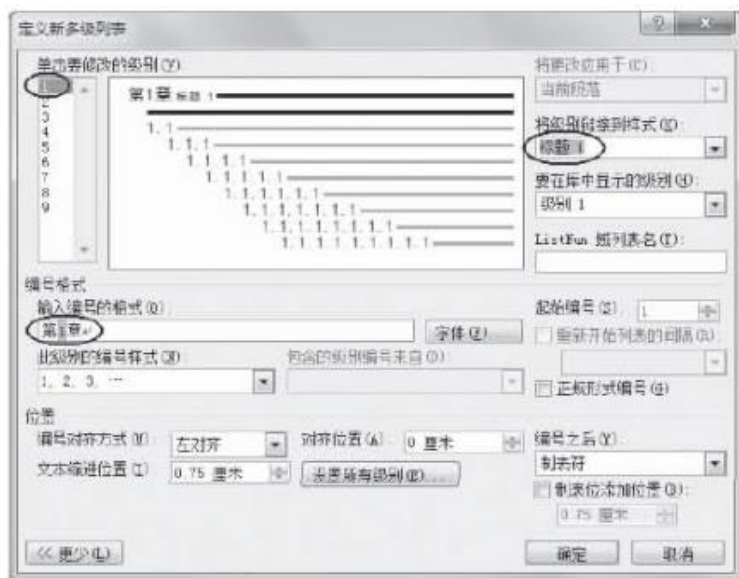 定义新多级列表
单击要修改的级别(V)
将更改应用于(C):
1
2
3
4
5
6
7
8
9
第1章 标题 1
1.1
1.1.1
1.1.1.1
1.1.1.1.1
1.1.1.1.1.1
1.1.1.1.1.1.1
1.1.1.1.1.1.1.1
1.1.1.1.1.1.1.1.1
当前段落
将级别链接到样式(K):
标题 1
要在库中显示的级别(H):
级别 1
ListNum 域列表名(T):
编号格式
输入编号的格式(O):
第1章
字体(F)...
起始编号(S): 1
重新开始列表的间隔(R):
此级别的编号样式(N):
包含的级别编号来自(D):
1, 2, 3, …
正规形式编号(G)
位置
编号对齐方式(U): 左对齐
对齐位置(A): 0 厘米
编号之后(W):
文本缩进位置(I): 0.75 厘米
设置所有级别(E)...
制表符
制表位添加位置(B):
0.75 厘米
<< 更少(L)
确定
取消